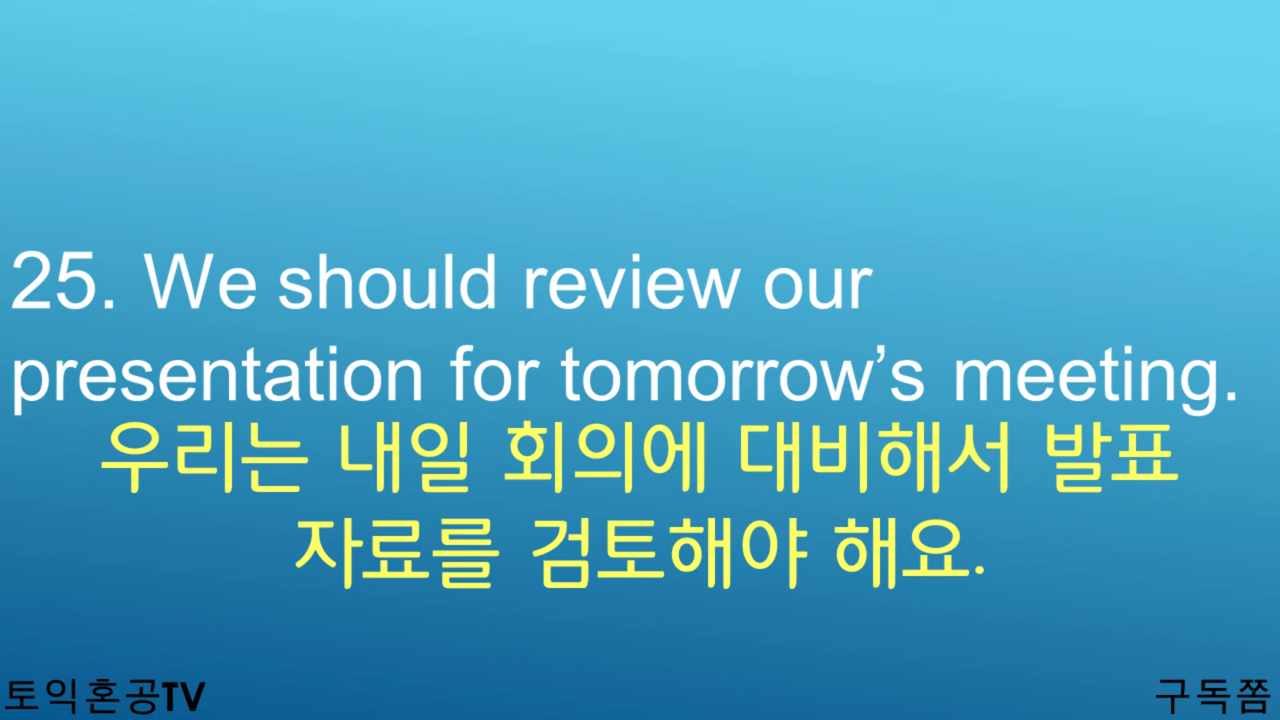 25. We should review our
presentation for tomorrow’s meeting.
우리는 내일 회의에 대비해서 발표
자료를 검토해야 해요.
토익혼공TV
구독쫌